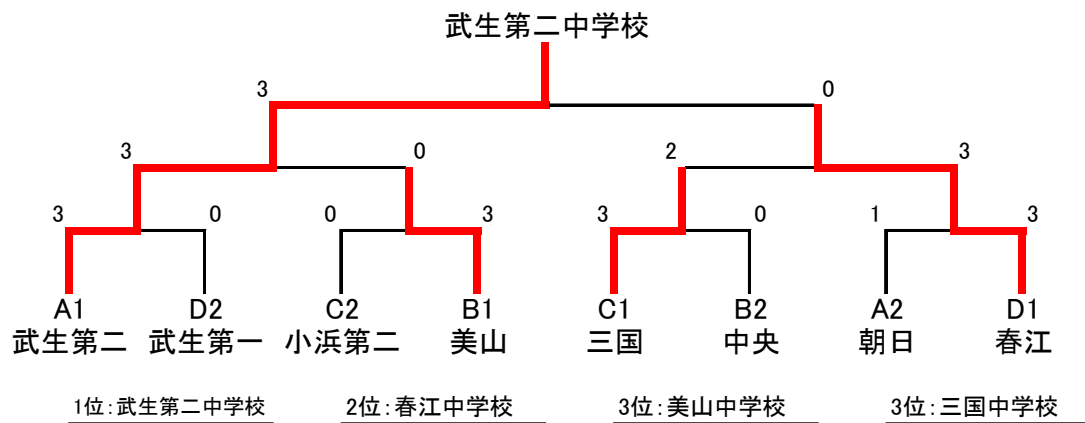 武生第二中学校
3 0
3 0 2 3
3 0 0 3 3 0 1 3
A1 D2 C2 B1 C1 B2 A2 D1
武生第二 武生第一 小浜第二 美山 三国 中央 朝日 春江
1位:武生第二中学校 2位:春江中学校 3位:美山中学校 3位:三国中学校